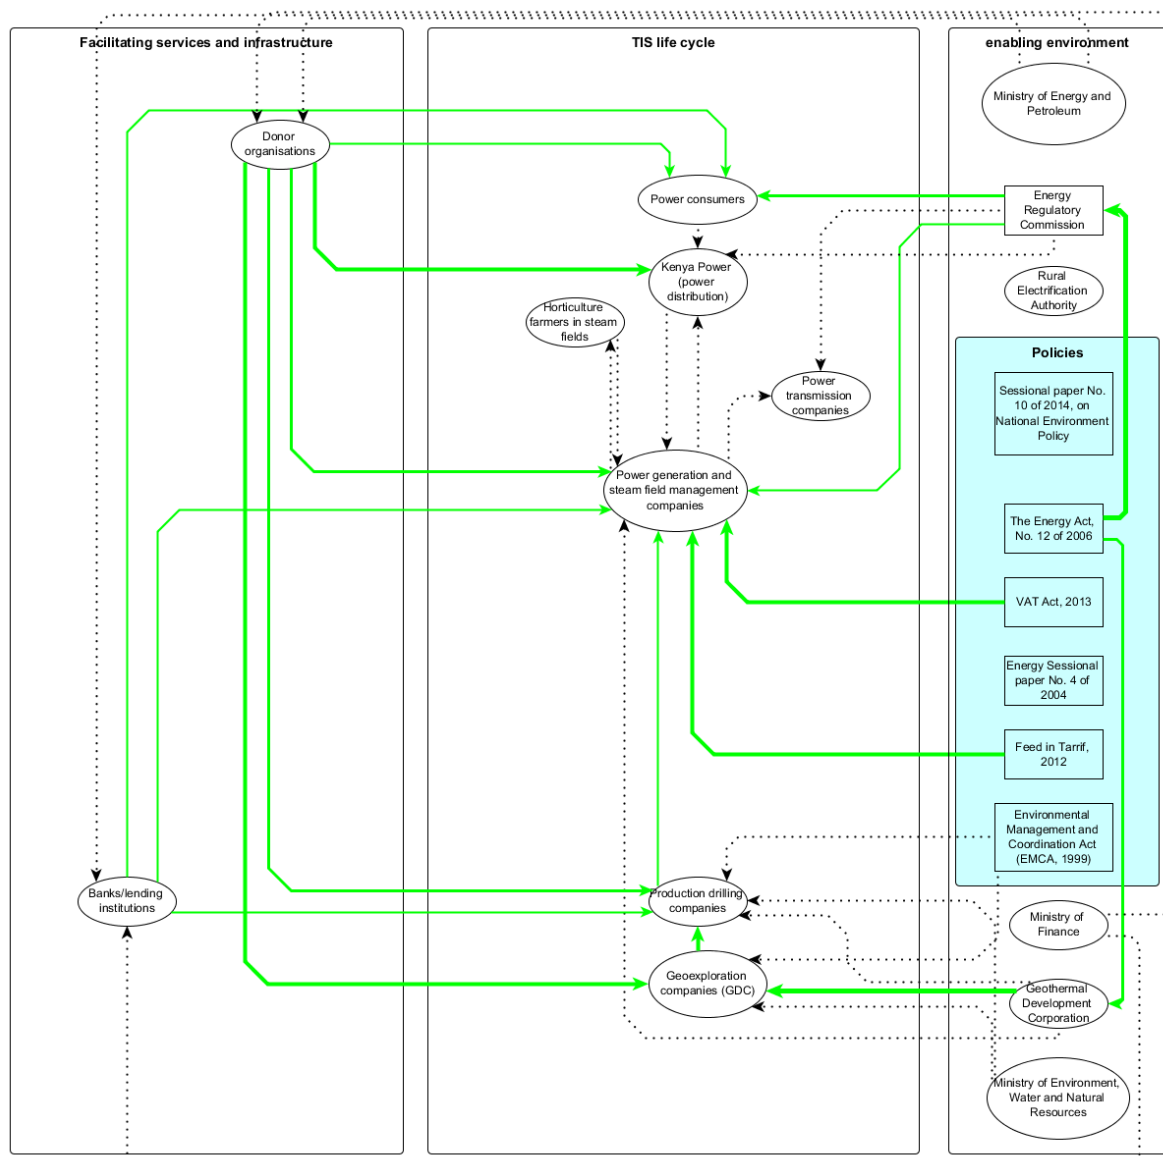 Facilitating services and infrastructure
TIS life cycle
enabling environment
Donor
organisations
Banks/lending
institutions
Power consumers
Kenya Power
(power
distribution)
Horticulture
farmers in steam
fields
Power
transmission
companies
Power generation and
steam field management
companies
Production drilling
companies
Geoexploration
companies (GDC)
Ministry of Energy and
Petroleum
Energy
Regulatory
Commission
Rural
Electrification
Authority
Policies
Sessional paper No.
10 of 2014, on
National Environment
Policy
The Energy Act,
No. 12 of 2006
VAT Act, 2013
Energy Sessional
paper No. 4 of
2004
Feed in Tarrif,
2012
Environmental
Management and
Coordination Act
(EMCA, 1999)
Ministry of
Finance
Geothermal
Development
Corporation
Ministry of Environment,
Water and Natural
Resources